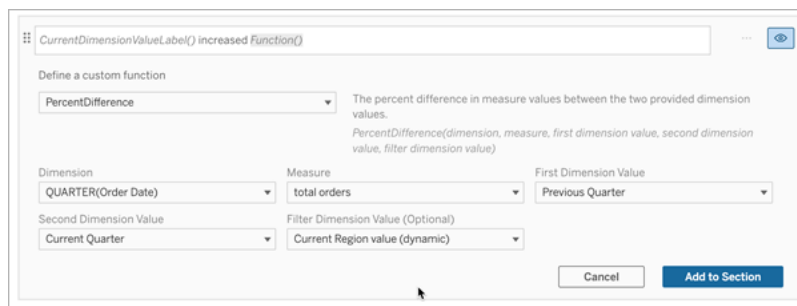 CurrentDimensionValueLabel() increased Function()
Define a custom function
PercentDifference
The percent difference in measure values between the two provided dimension
values.
PercentDifference(dimension, measure, first dimension value, second dimension
value, filter dimension value)
Dimension
Measure
First Dimension Value
QUARTER(Order Date)
total orders
Previous Quarter
Second Dimension Value
Filter Dimension Value (Optional)
Current Quarter
Current Region value (dynamic)
Cancel
Add to Section